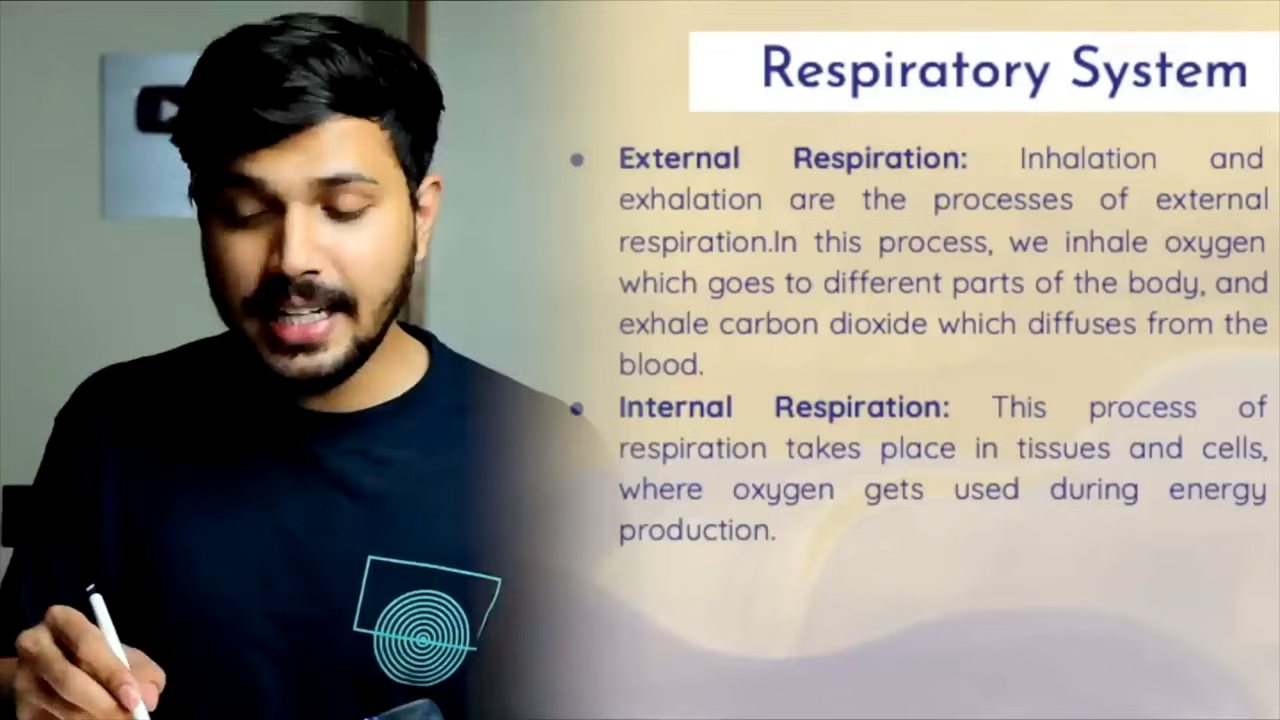 Respiratory System
External Respiration: Inhalation and
exhalation are the processes of external
respiration.In this process, we inhale oxygen
which goes to different parts of the body, and
exhale carbon dioxide which diffuses from the
blood.
Internal Respiration: This process of
respiration takes place in tissues and cells,
where oxygen gets used during energy
production.